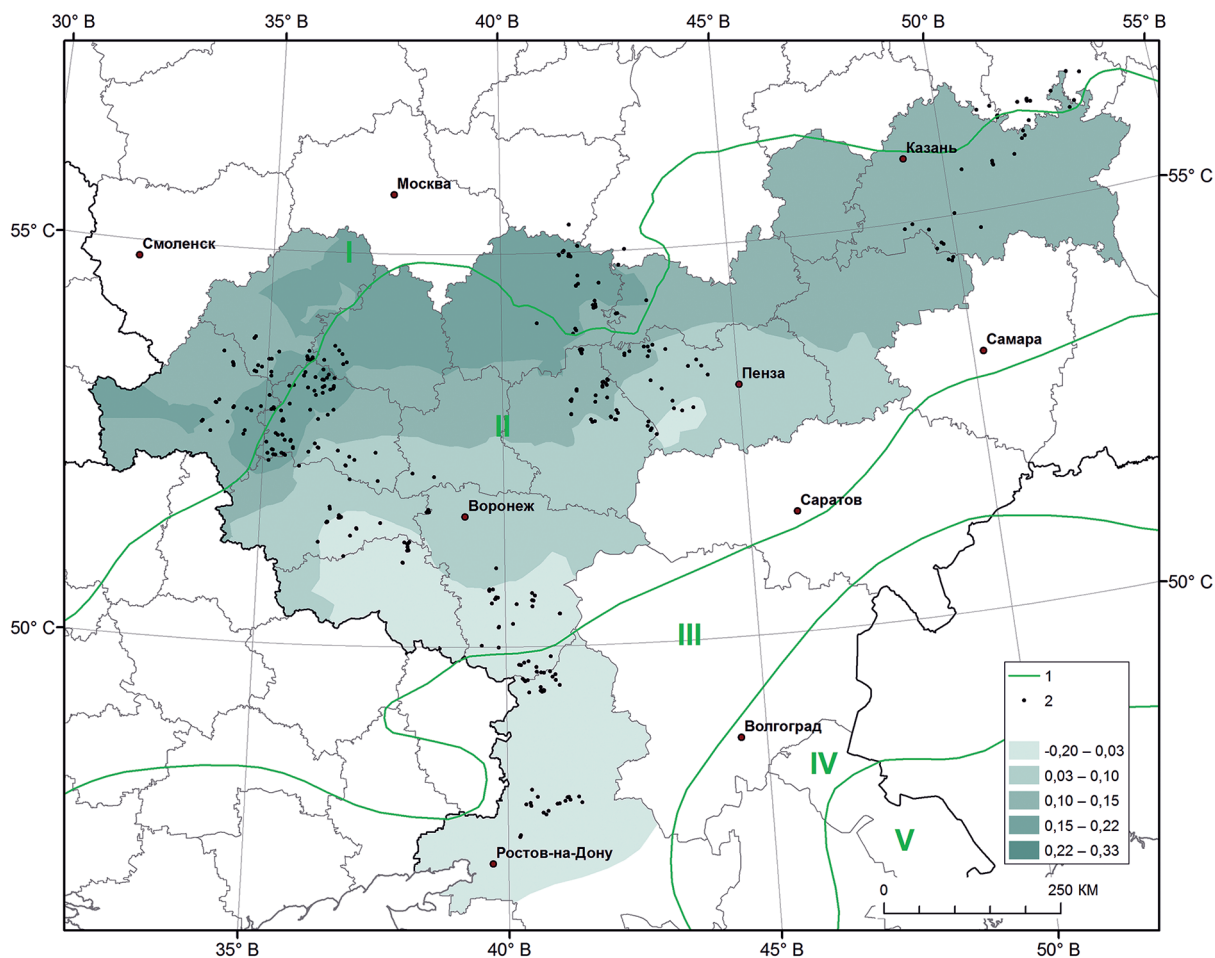 30° В 35° В 40° В 45° В 50° В 55° В
Казань
55° С
Москва
55° С
Смоленск
I
Самара
Пенза
II
Саратов
Воронеж
50° С
50° С
III
1
2
Волгоград
IV
-0,20 – 0,03
0,03 – 0,10
0,10 – 0,15
0,15 – 0,22
0,22 – 0,33
V
Ростов-на-Дону
0 250 КМ
35° В 40° В 45° В 50° В